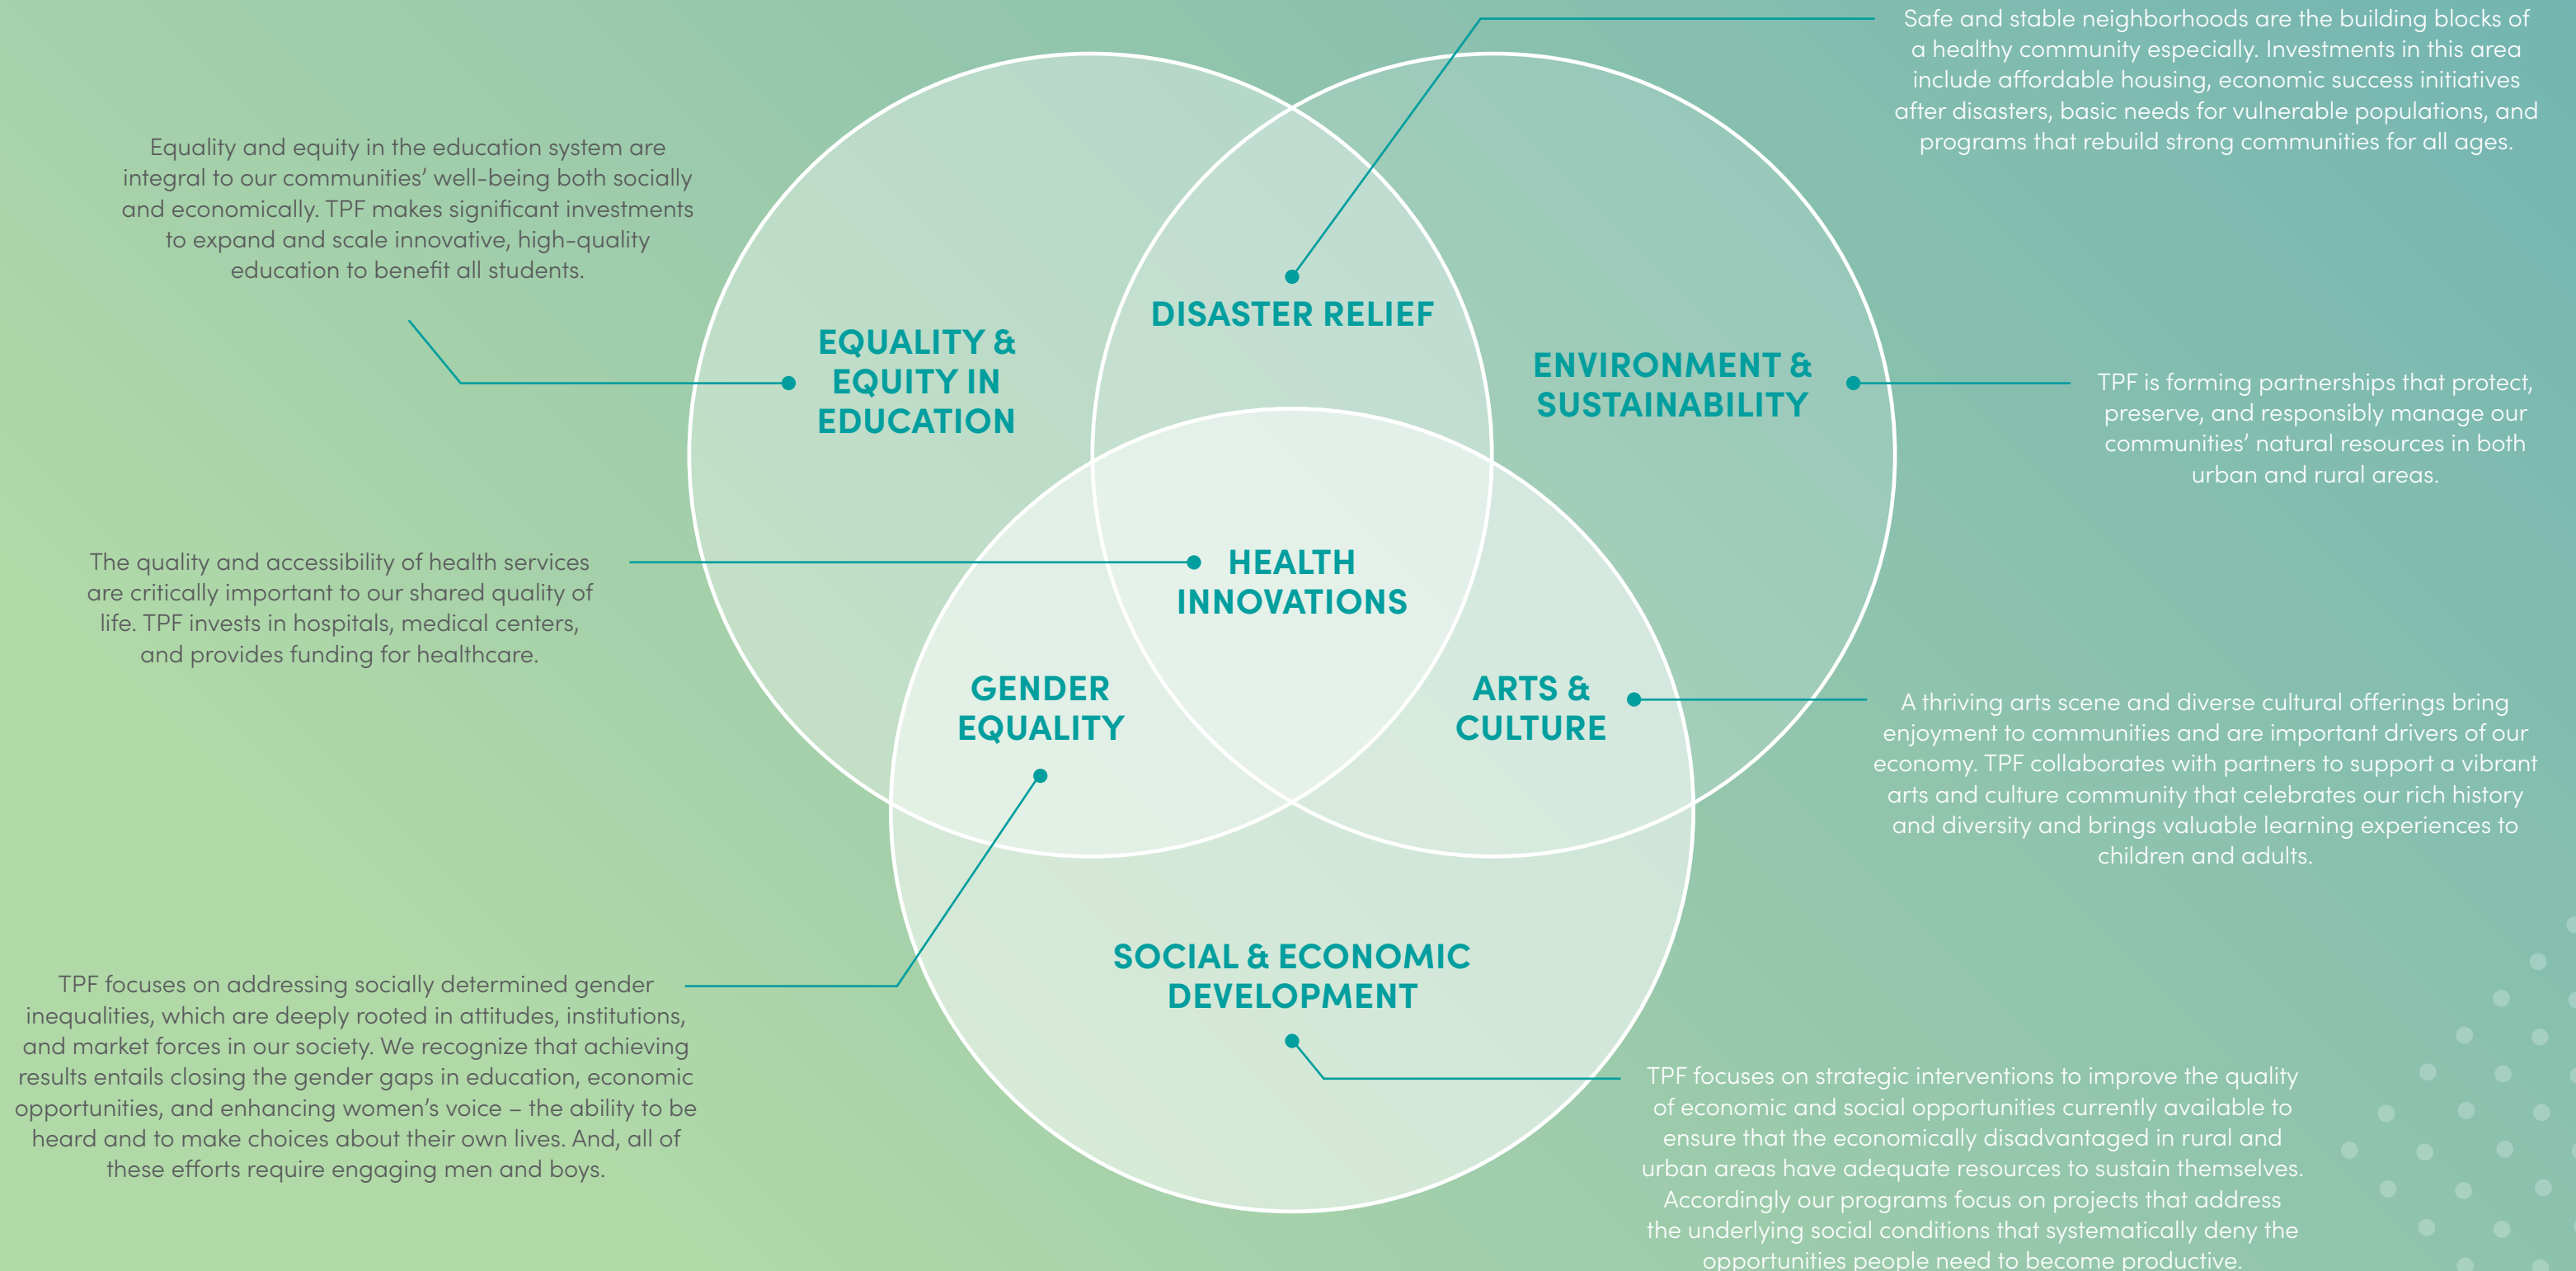 Safe and stable neighborhoods are the building blocks of
a healthy community especially. Investments in this area
include affordable housing, economic success initiatives
after disasters, basic needs for vulnerable populations, and
programs that rebuild strong communities for all ages.
Equality and equity in the education system are
integral to our communities’ well-being both socially
and economically. TPF makes significant investments
to expand and scale innovative, high-quality
education to benefit all students.
DISASTER RELIEF
EQUALITY &
EQUITY IN
EDUCATION
ENVIRONMENT &
SUSTAINABILITY
TPF is forming partnerships that protect,
preserve, and responsibly manage our
communities’ natural resources in both
urban and rural areas.
The quality and accessibility of health services
are critically important to our shared quality of
life. TPF invests in hospitals, medical centers,
and provides funding for healthcare.
HEALTH
INNOVATIONS
GENDER
EQUALITY
ARTS &
CULTURE
A thriving arts scene and diverse cultural offerings bring
enjoyment to communities and are important drivers of our
economy. TPF collaborates with partners to support a vibrant
arts and culture community that celebrates our rich history
and diversity and brings valuable learning experiences to
children and adults.
SOCIAL & ECONOMIC
DEVELOPMENT
TPF focuses on addressing socially determined gender
inequalities, which are deeply rooted in attitudes, institutions,
and market forces in our society. We recognize that achieving
results entails closing the gender gaps in education, economic
opportunities, and enhancing women’s voice – the ability to be
heard and to make choices about their own lives. And, all of
these efforts require engaging men and boys.
TPF focuses on strategic interventions to improve the quality
of economic and social opportunities currently available to
ensure that the economically disadvantaged in rural and
urban areas have adequate resources to sustain themselves.
Accordingly our programs focus on projects that address
the underlying social conditions that systematically deny the
opportunities people need to become productive.